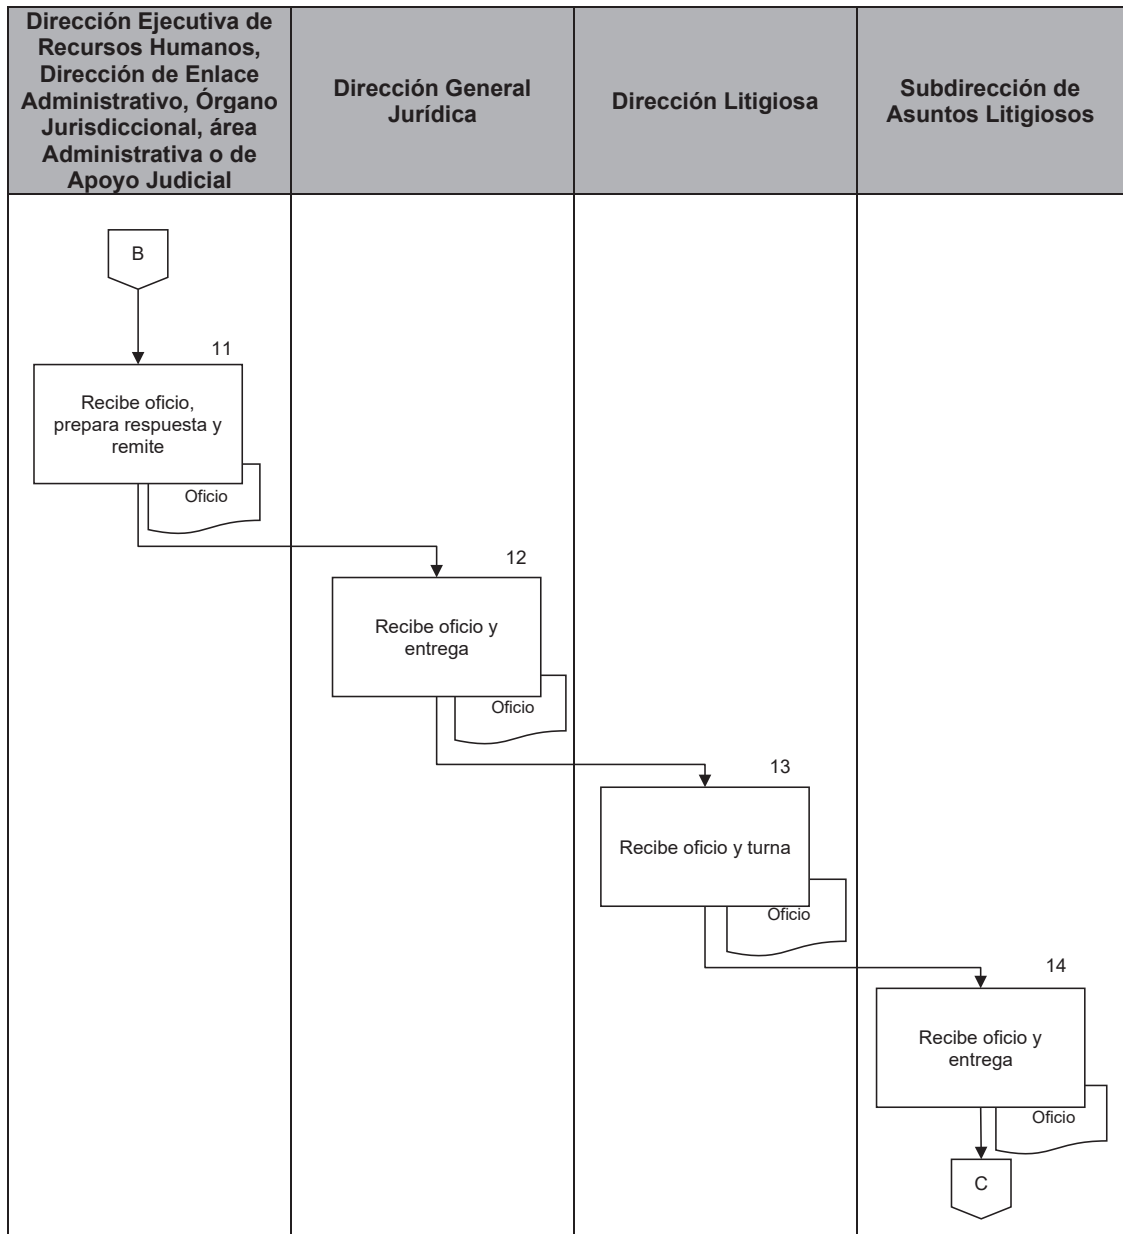 Dirección Ejecutiva de
Recursos Humanos,
Dirección de Enlace
Administrativo, Órgano
Jurisdiccional, área
Administrativa o de
Apoyo Judicial
Dirección General
Jurídica
Dirección Litigiosa
Subdirección de
Asuntos Litigiosos
B
11
Recibe oficio,
prepara respuesta y
remite
Oficio
12
Recibe oficio y
entrega
Oficio
13
Recibe oficio y turna
Oficio
14
Recibe oficio y
entrega
Oficio
C